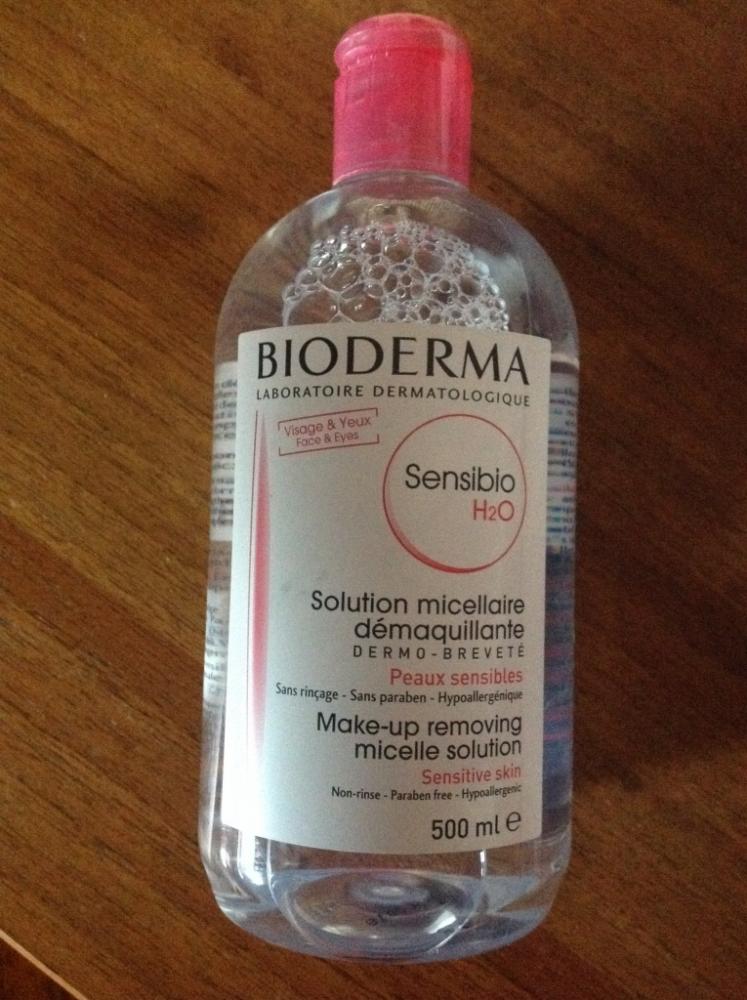 BIODERMA
LABORATOIRE DERMATOLOGIQUE
Visage & Yeux
Face & Eyes
Sensibio
H2O
Solution micellaire
démaquillante
DERMO-BREVETÉ
Peaux sensibles
Sans rinçage - Sans paraben - Hypoallergénique
Make-up removing
micelle solution
Sensitive skin
Non-rinse - Paraben free - Hypoallergenic
500 ml e